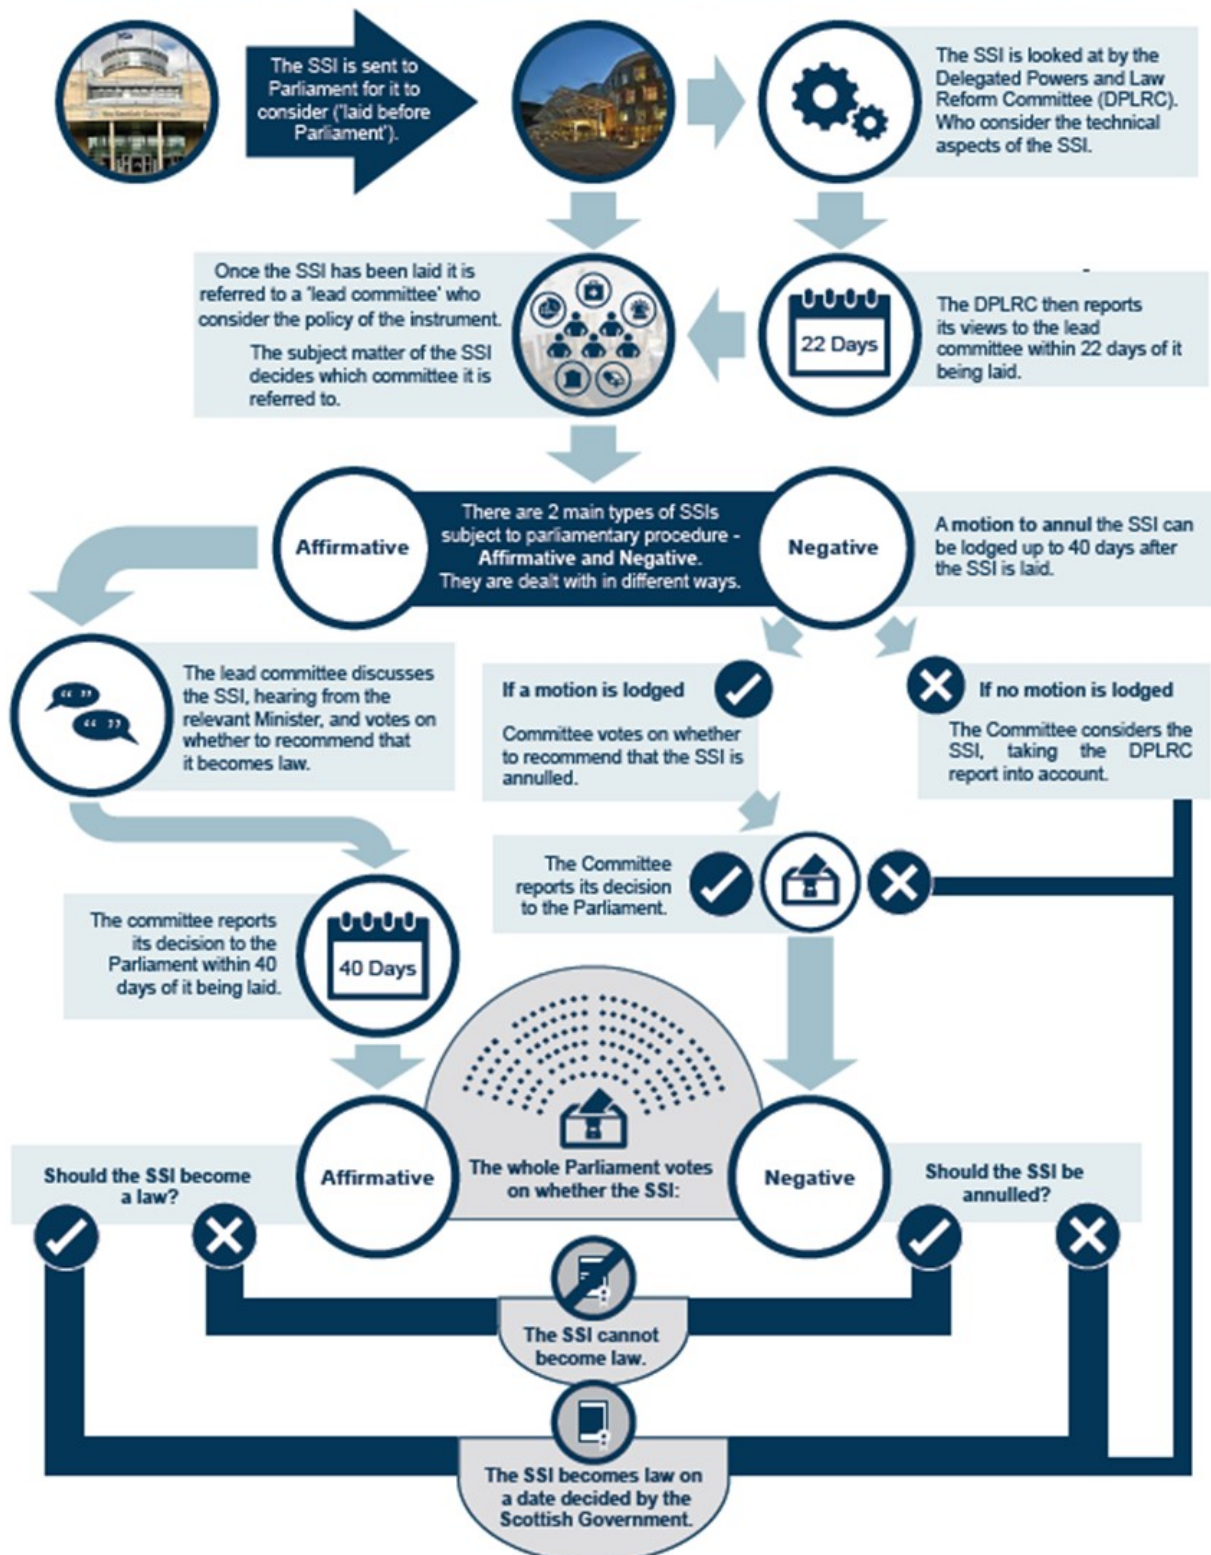 The SSI is sent to
Parliament for it to
consider ('laid before
Parliament').
The SSI is looked at by the
Delegated Powers and Law
Reform Committee (DPLRC).
Who consider the technical
aspects of the SSI.
Once the SSI has been laid it is
referred to a 'lead committee' who
consider the policy of the instrument.
The subject matter of the SSI
decides which committee it is
referred to.
22 Days
The DPLRC then reports
its views to the lead
committee within 22 days of it
being laid.
Affirmative
There are 2 main types of SSIs
subject to parliamentary procedure -
Affirmative and Negative.
They are dealt with in different ways.
Negative
A motion to annul the SSI can
be lodged up to 40 days after
the SSI is laid.
The lead committee discusses
the SSI, hearing from the
relevant Minister, and votes on
whether to recommend that
it becomes law.
If a motion is lodged
Committee votes on whether
to recommend that the SSI is
annulled.
If no motion is lodged
The Committee considers the
SSI, taking the DPLRC
report into account.
The Committee
reports its decision
to the Parliament.
The committee reports
its decision to the
Parliament within 40
days of it being laid.
40 Days
Should the SSI become
a law?
Affirmative
The whole Parliament votes
on whether the SSI:
Negative
Should the SSI be
annulled?
The SSI cannot
become law.
The SSI becomes law on
a date decided by the
Scottish Government.